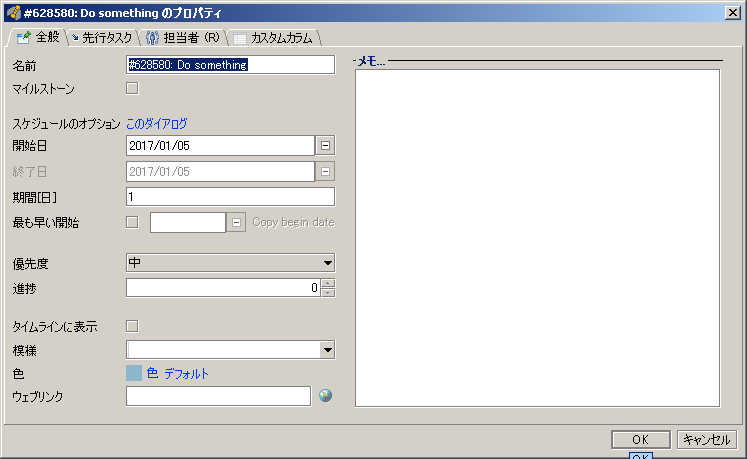 #628580: Do something のプロパティ
全般
先行タスク
担当者 (R)
カスタムカラム
名前
#628580: Do something
マイルストーン
スケジュールのオプション このダイアログ
開始日
2017/01/05
終了日
2017/01/05
期間[日]
1
最も早い開始
Copy begin date
優先度
中
進捗
0
タイムラインに表示
模様
色
色 デフォルト
ウェブリンク
メモ...
OK
キャンセル
OK